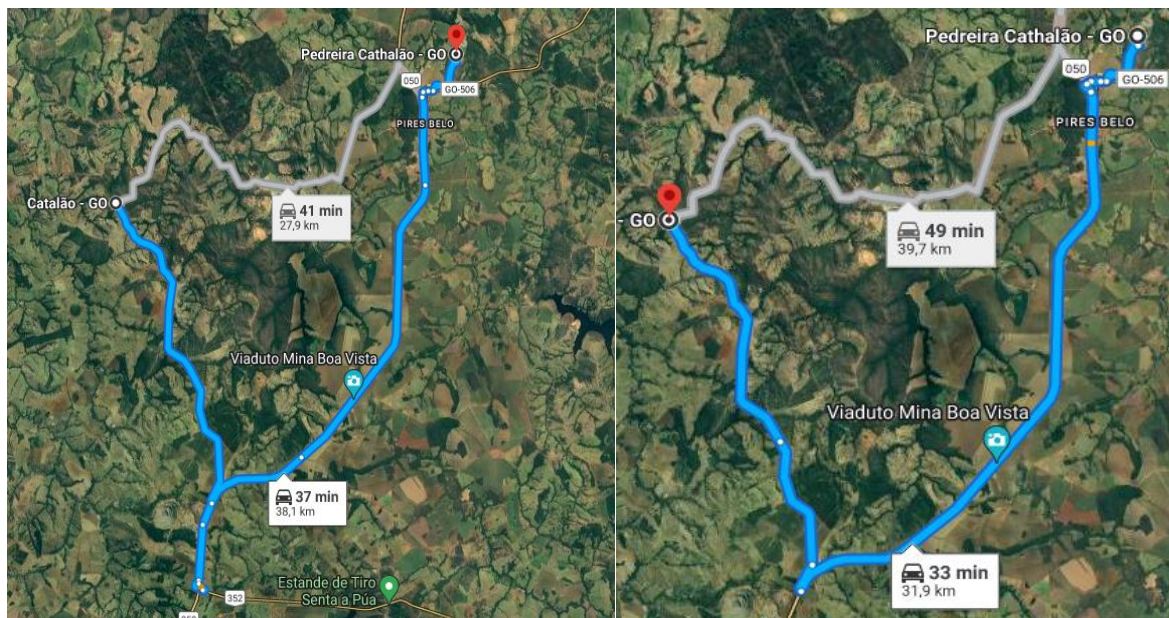 Pedreira Cathalão - GO
050
GO-506
PIRES BELO
Catalão - GO
41 min
27,9 km
Viaduto Mina Boa Vista
37 min
38,1 km
Estande de Tiro
Senta a Púa
352
Pedreira Cathalão - GO
050
GO-506
PIRES BELO
- GO
49 min
39,7 km
Viaduto Mina Boa Vista
33 min
31,9 km